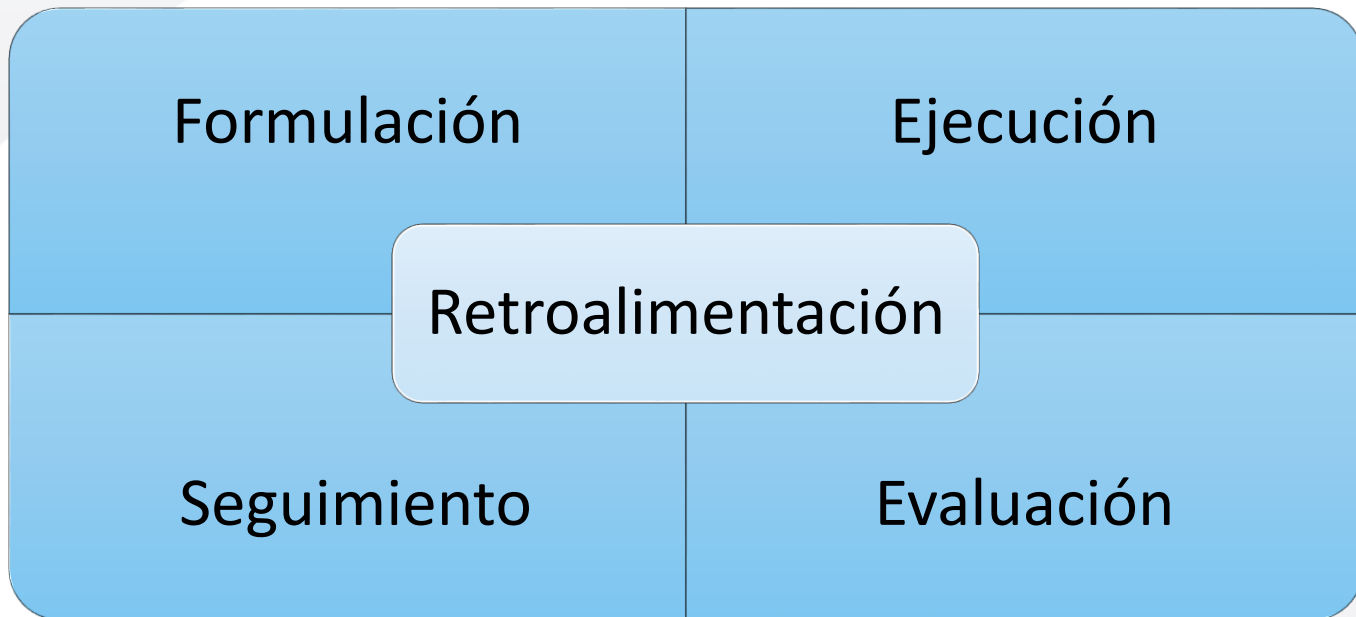 Formulación
Ejecución
Retroalimentación
Seguimiento
Evaluación